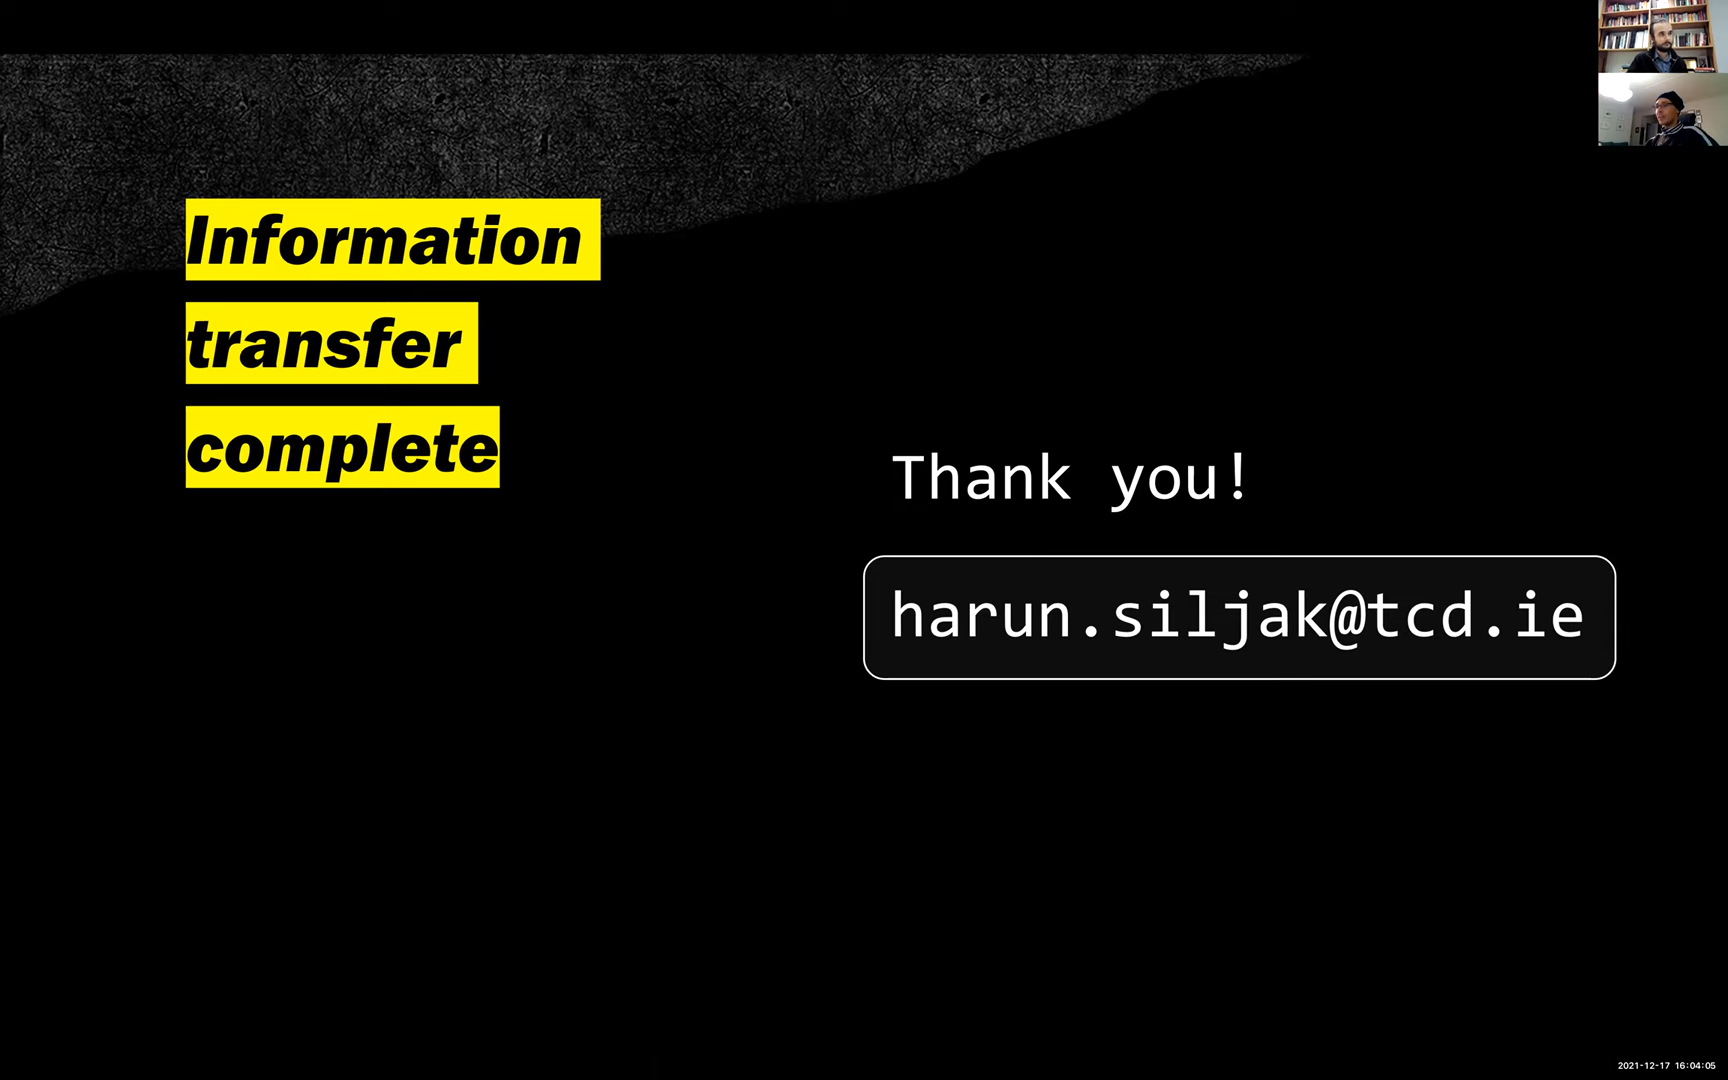 Information
transfer
complete
Thank you!
harun.siljak@tcd.ie
2021-12-17 16:04:05